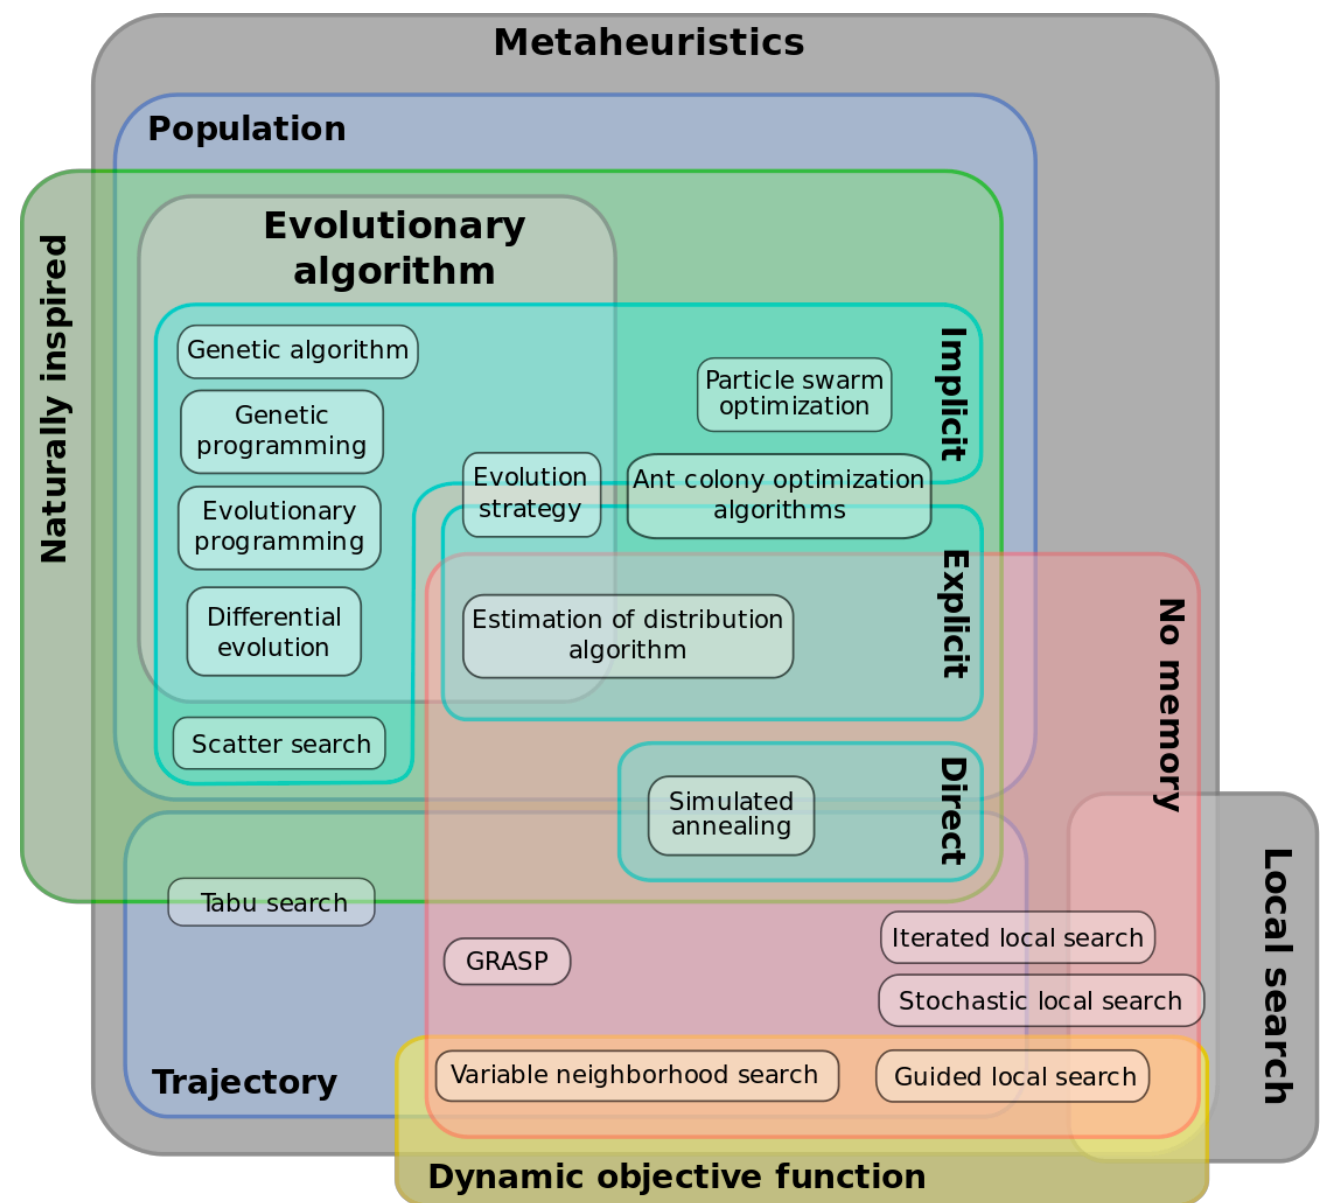 Metaheuristics
Population
Naturally inspired
Evolutionary
algorithm
Implicit
Genetic algorithm
Particle swarm
optimization
Genetic
programming
Evolution
strategy
Ant colony optimization
algorithms
Evolutionary
programming
Explicit
Differential
evolution
Estimation of distribution
algorithm
No memory
Scatter search
Direct
Simulated
annealing
Local search
Tabu search
GRASP
Iterated local search
Stochastic local search
Trajectory
Variable neighborhood search
Guided local search
Dynamic objective function